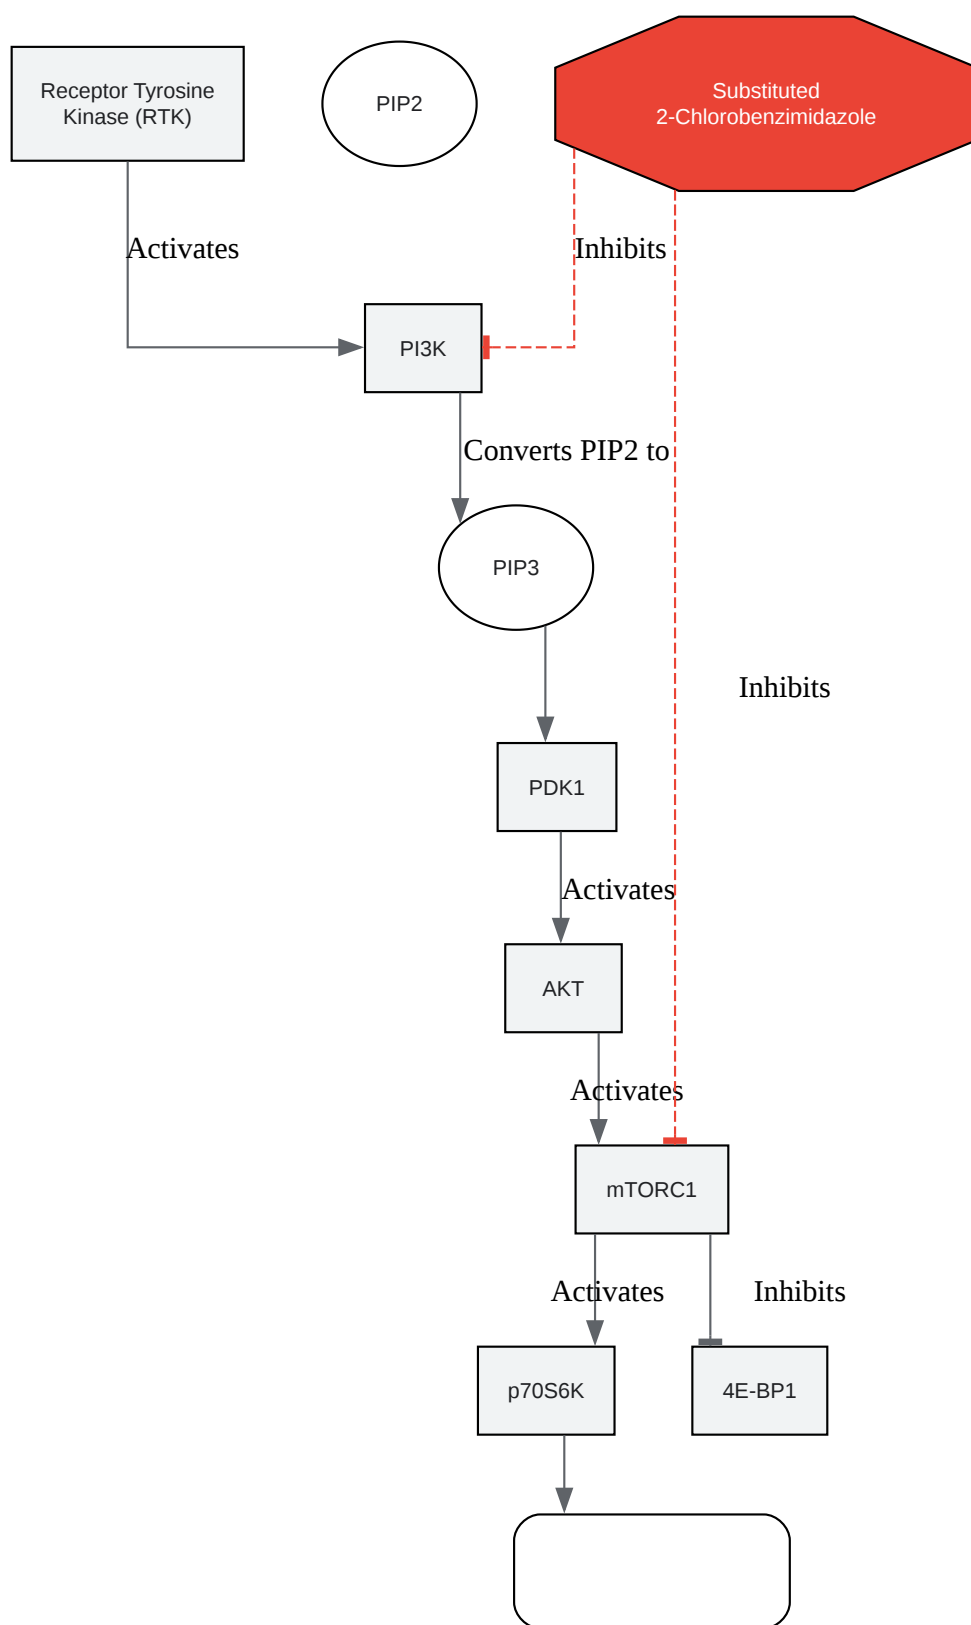 Receptor Tyrosine
Kinase (RTK)
PIP2
Substituted
2-Chlorobenzimidazole
Activates
Inhibits
PI3K
Converts PIP2 to
PIP3
Inhibits
PDK1
Activates
AKT
Activates
mTORC1
Activates
Inhibits
p70S6K
4E-BP1